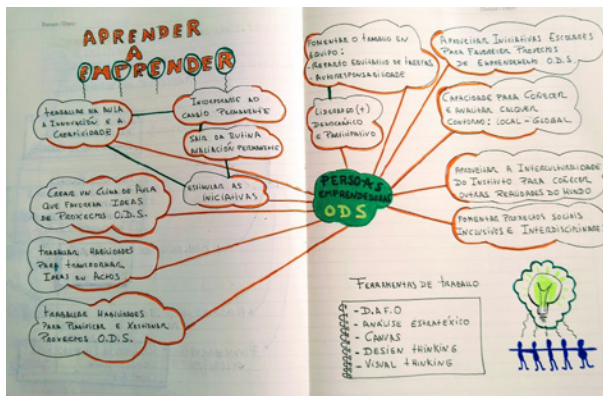 APRENDER
A
EMPRENDER
TRABALLAR NA AULA
A INNOVACIÓN E A
CREATIVIDADE
INCORPORARSE AO
CAMBIO PERMANENTE
SAIR DA RUTINA
AVALIACIÓN PERMANENTE
ESTIMULAR AS
INICIATIVAS
CREAR UN CLIMA DE AULA
QUE FAVOREZA IDEAS
DE PROXECTOS O.D.S.
TRABALLAR HABILIDADES
PARA TRANSFORMAR
IDEAS EN ACTOS
TRABALLAR HABILIDADES
PARA PLANIFICAR E XESTIONAR
PROXECTOS O.D.S.
FOMENTAR O TRABALLO EN
EQUIPO:
- REPARTO EQUITATIVO DE TAREFAS
- AUTORESPONSABILIDADE
LIDERADGO (+)
DEMOCRÁTICO
E PARTICIPATIVO
PERSOAS
EMPRENDEDORAS
ODS
APROVEITAR INICIATIVAS ESCOLARES
PARA FAVORECER PROXECTOS
DE EMPRENDEMENTO O.D.S.
CAPACIDADE PARA COÑECER
E ANALIZAR CALQUER
CONTORNO: LOCAL - GLOBAL
APROVEITAR A INTERCULTURALIDADE
DO INSTITUTO PARA COÑECER
OUTRAS REALIDADES DO MUNDO
FOMENTAR PROXECTOS SOCIAIS
INCLUSIVOS E INTERDISCIPLINARES
FERRAMENTAS DE TRABALLO
- D.A.F.O
- ANÁLISE ESTRATÉXICO
- CANVAS
- DESIGN THINKING
- VISUAL THINKING